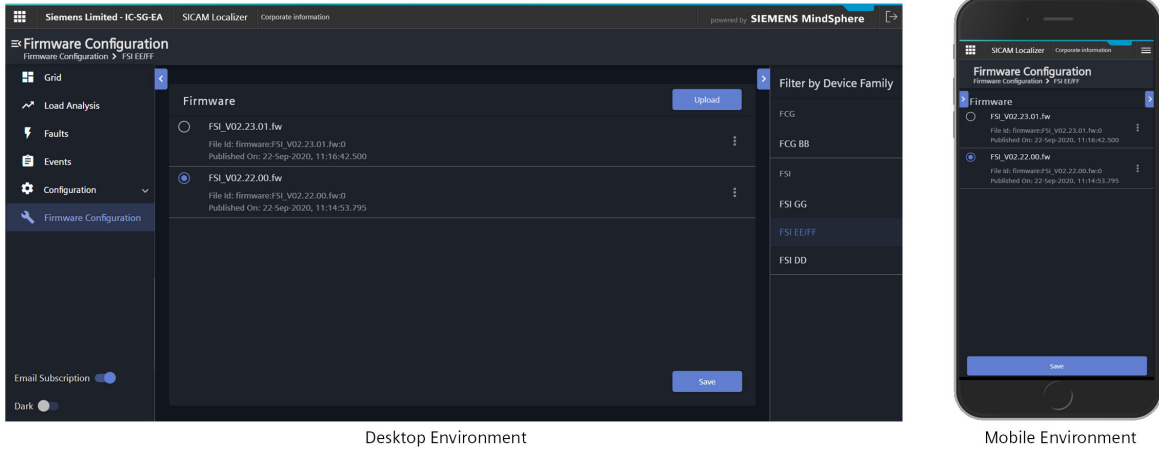 Siemens Limited - IC-SG-EA SICAM Localizer Corporate information powered by SIEMENS MindSphere
Firmware Configuration
Firmware Configuration > FSI EE/FF
Grid
Load Analysis
Faults
Events
Configuration
Firmware Configuration
Email Subscription
Dark
Firmware
Upload
FSI_V02.23.01.fw
File Id: firmware:FSI_V02.23.01.fw:0
Published On: 22-Sep-2020, 11:16:42.500
FSI_V02.22.00.fw
File Id: firmware:FSI_V02.22.00.fw:0
Published On: 22-Sep-2020, 11:14:53.795
Save
Filter by Device Family
FCG
FCG BB
FSI
FSI GG
FSI EE/FF
FSI DD
Desktop Environment
SICAM Localizer Corporate information
Firmware Configuration
Firmware Configuration > FSI EE/FF
Firmware
FSI_V02.23.01.fw
File Id: firmware:FSI_V02.23.01.fw:0
Published On: 22-Sep-2020, 11:16:42.500
FSI_V02.22.00.fw
File Id: firmware:FSI_V02.22.00.fw:0
Published On: 22-Sep-2020, 11:14:53.795
Save
Mobile Environment